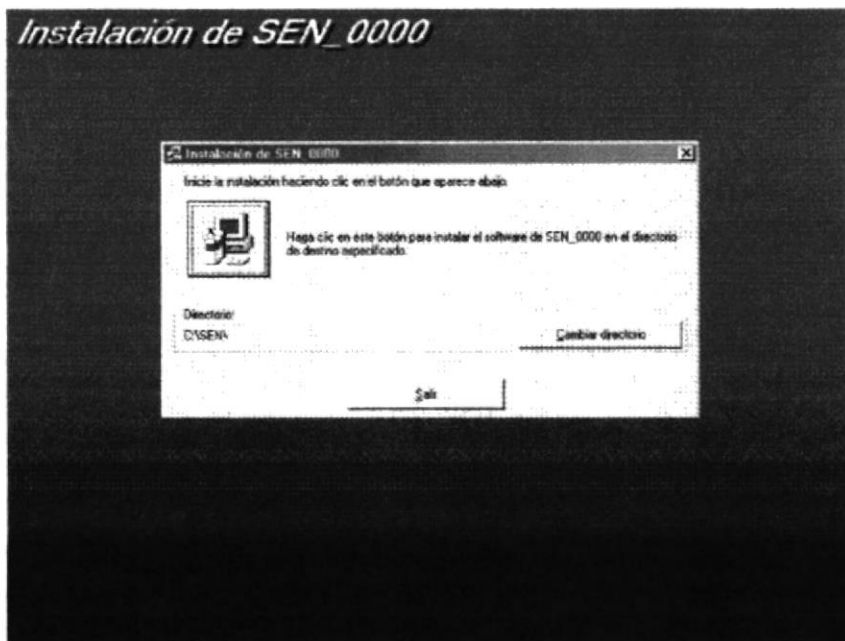 Instalación de SEN_0000
Instalación de SEN_0000
Inicie la instalación haciendo clic en el botón que aparece abajo.
Haga clic en este botón para instalar el software de SEN_0000 en el directorio
de destino especificado.
Directorio:
C:\SEN\
Cambiar directorio
Salir